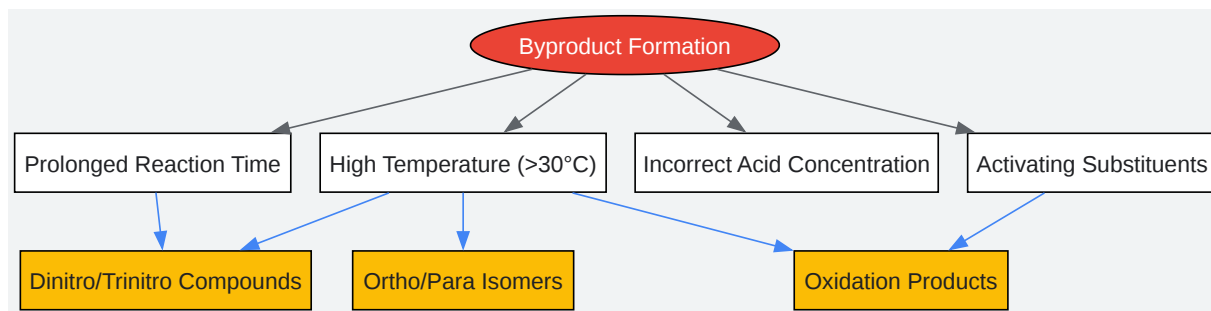 Byproduct Formation
Prolonged Reaction Time
High Temperature (>30°C)
Incorrect Acid Concentration
Activating Substituents
Dinitro/Trinitro Compounds
Ortho/Para Isomers
Oxidation Products